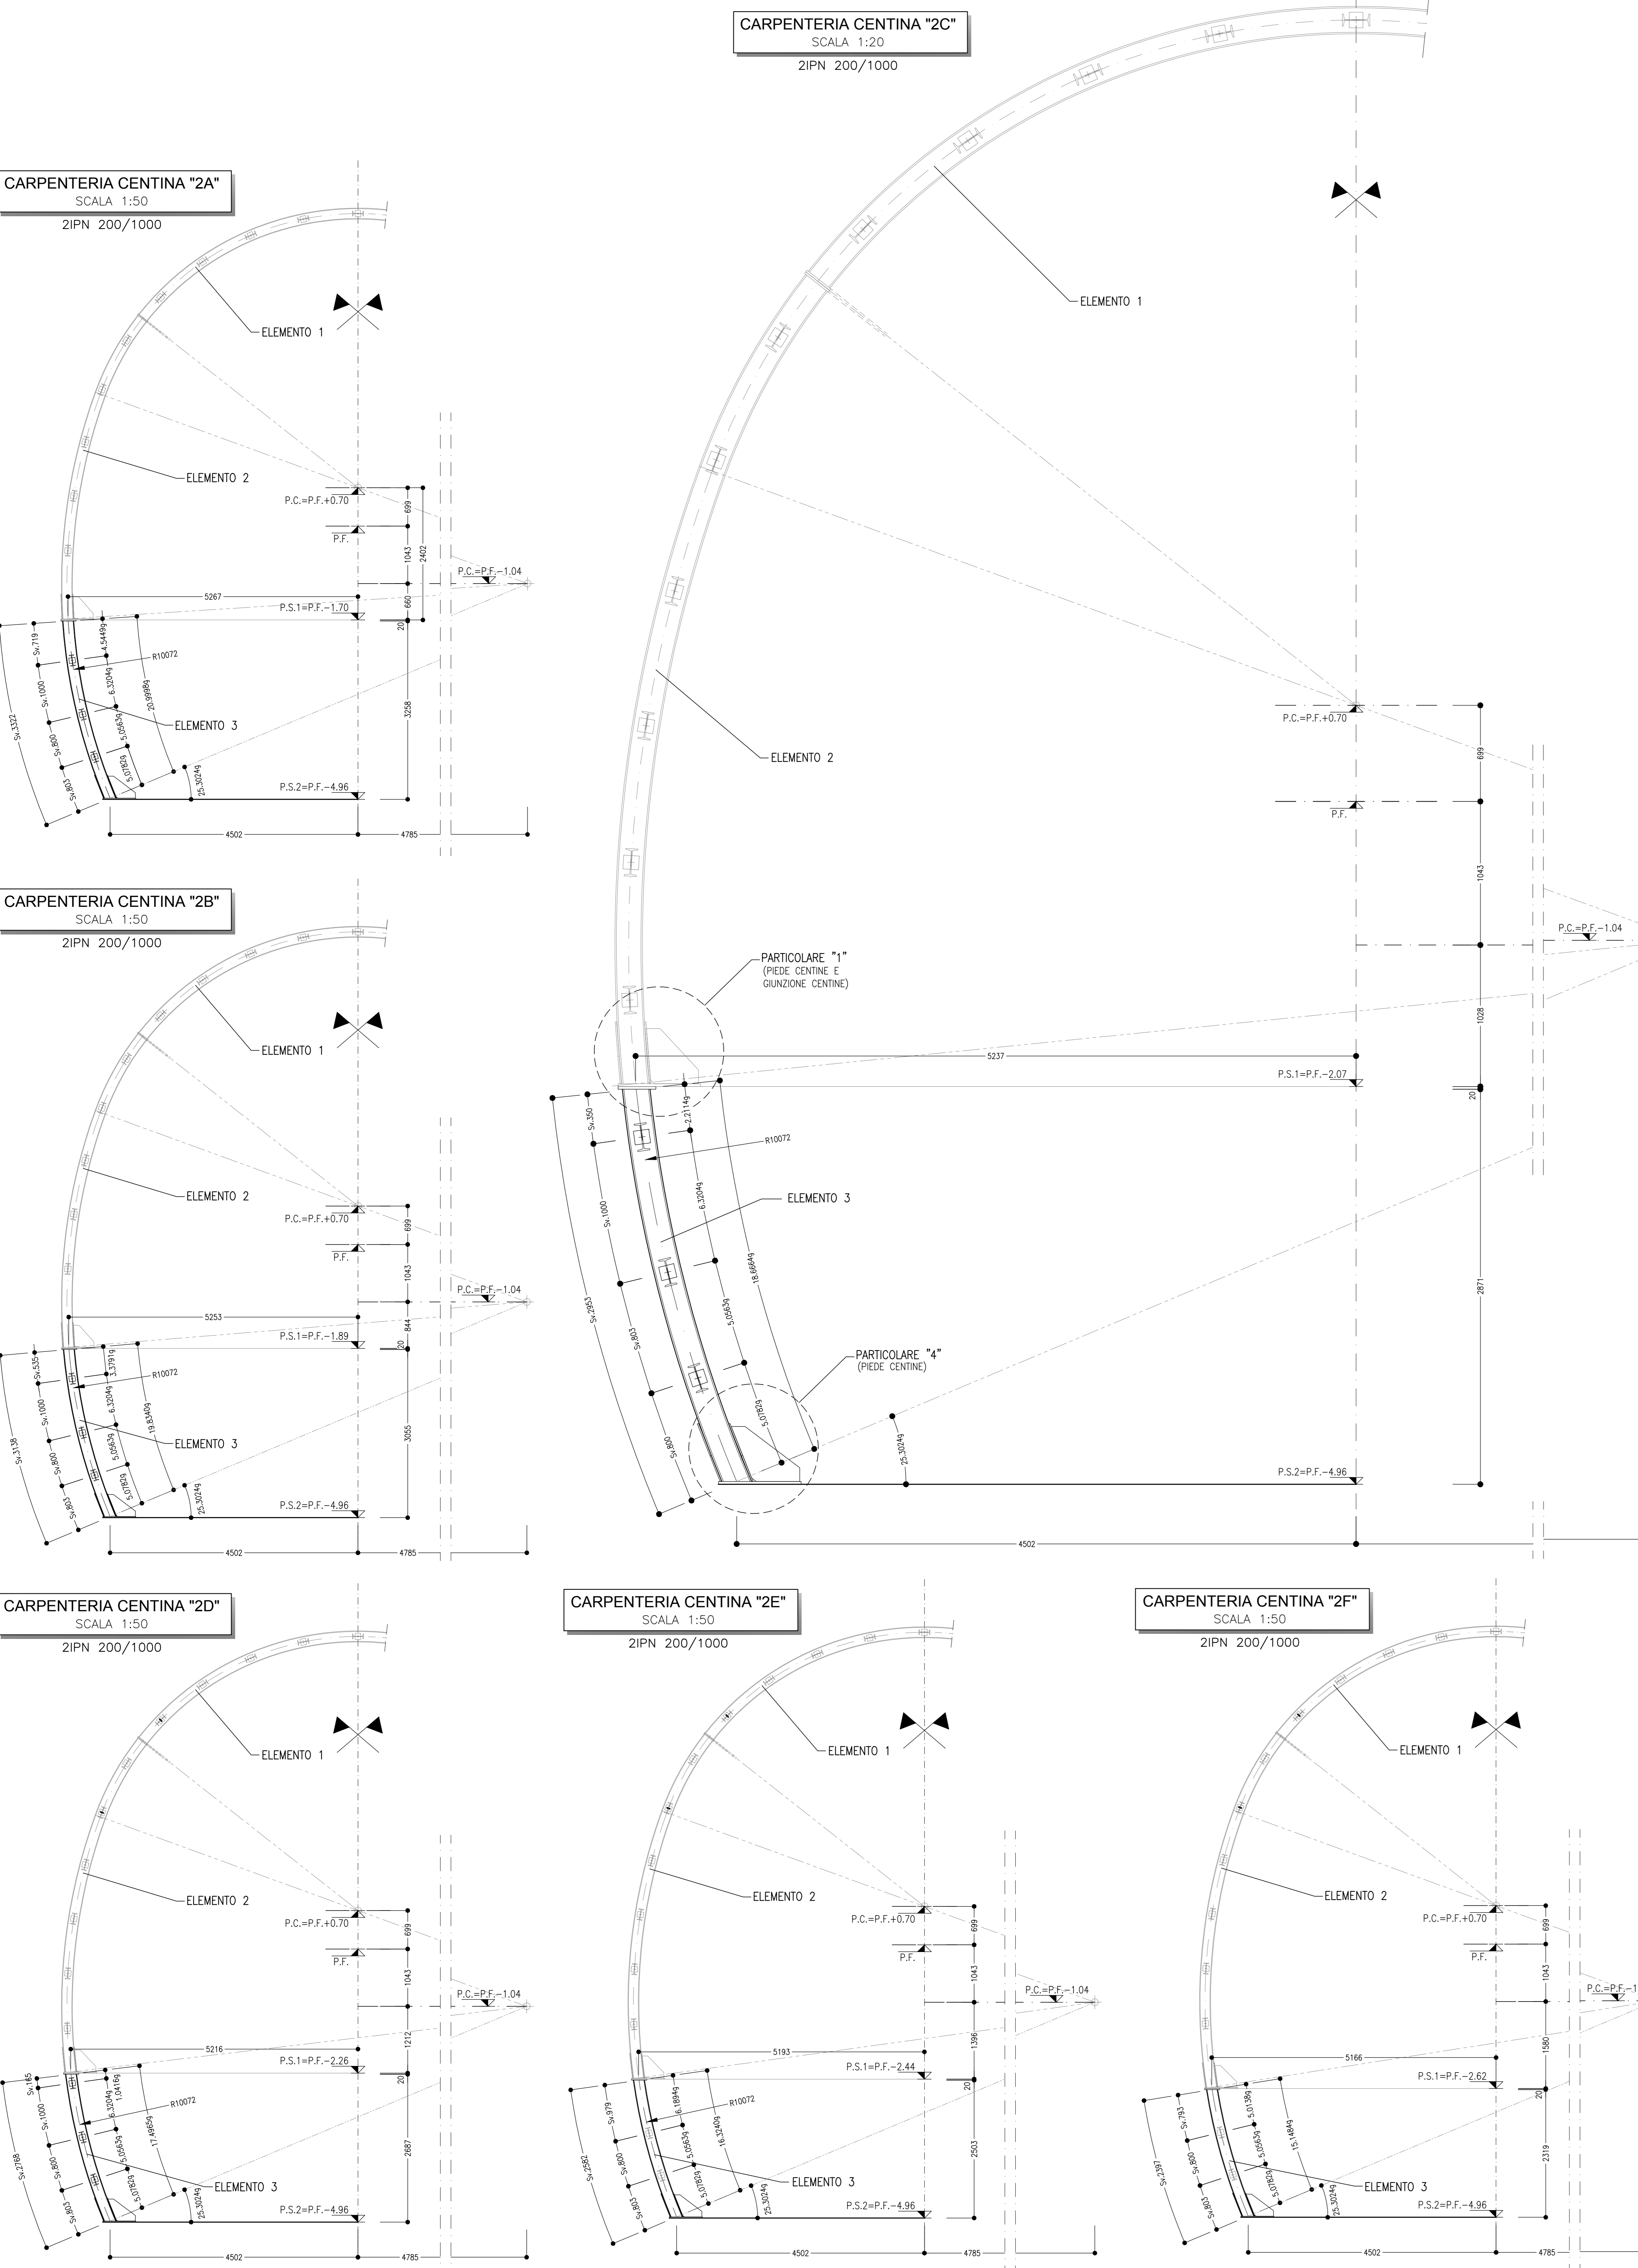 CARPENTERIA CENTINA "2C"
SCALA 1:20
2IPN 200/1000
ELEMENTO 1
ELEMENTO 2
P.C.=P.F.+0.70
P.F.
699
1043
P.C.=P.F.-1.04
1028
PARTICOLARE "1"
(PIEDE CENTINE E
GIUNZIONE CENTINE)
5237
P.S.1=P.F.-2.07
20
Sv.350
2.2114g
R10072
Sv.1000
6.3204g
ELEMENTO 3
18.6664g
Sv.2953
5.0563g
Sv.803
2871
PARTICOLARE "4"
(PIEDE CENTINE)
5.0782g
Sv.800
25.3024g
P.S.2=P.F.-4.96
4502
CARPENTERIA CENTINA "2A"
SCALA 1:50
2IPN 200/1000
ELEMENTO 1
ELEMENTO 2
P.C.=P.F.+0.70
P.F.
699
1043
2402
P.C.=P.F.-1.04
5267
P.S.1=P.F.-1.70
660
20
Sv.719
4.5449g
R10072
Sv.1000
6.3204g
20.9998g
ELEMENTO 3
Sv.3322
Sv.800
5.0563g
3258
Sv.803
5.0782g
25.3024g
P.S.2=P.F.-4.96
4502
4785
CARPENTERIA CENTINA "2B"
SCALA 1:50
2IPN 200/1000
ELEMENTO 1
ELEMENTO 2
P.C.=P.F.+0.70
P.F.
699
1043
P.C.=P.F.-1.04
5253
P.S.1=P.F.-1.89
844
20
Sv.535
3.3791g
R10072
Sv.1000
6.3204g
19.8340g
ELEMENTO 3
Sv.3138
Sv.800
5.0563g
3055
Sv.803
5.0782g
25.3024g
P.S.2=P.F.-4.96
4502
4785
CARPENTERIA CENTINA "2D"
SCALA 1:50
2IPN 200/1000
ELEMENTO 1
ELEMENTO 2
P.C.=P.F.+0.70
P.F.
699
1043
P.C.=P.F.-1.04
1212
5216
P.S.1=P.F.-2.26
20
Sv.165
1.0416g
R10072
Sv.1000
6.3204g
17.4965g
Sv.2768
Sv.800
5.0563g
2687
ELEMENTO 3
Sv.803
5.0782g
25.3024g
P.S.2=P.F.-4.96
4502
4785
CARPENTERIA CENTINA "2E"
SCALA 1:50
2IPN 200/1000
ELEMENTO 1
ELEMENTO 2
P.C.=P.F.+0.70
P.F.
699
1043
P.C.=P.F.-1.04
1396
5193
P.S.1=P.F.-2.44
20
Sv.979
6.1894g
R10072
16.3240g
Sv.2582
Sv.800
5.0563g
2503
ELEMENTO 3
Sv.803
5.0782g
25.3024g
P.S.2=P.F.-4.96
4502
4785
CARPENTERIA CENTINA "2F"
SCALA 1:50
2IPN 200/1000
ELEMENTO 1
ELEMENTO 2
P.C.=P.F.+0.70
P.F.
699
1043
P.C.=P.F.-1
1580
5166
P.S.1=P.F.-2.62
20
Sv.793
5.0138g
15.1484g
Sv.2397
Sv.800
5.0563g
2319
ELEMENTO 3
Sv.803
5.0782g
25.3024g
P.S.2=P.F.-4.96
4502
4785